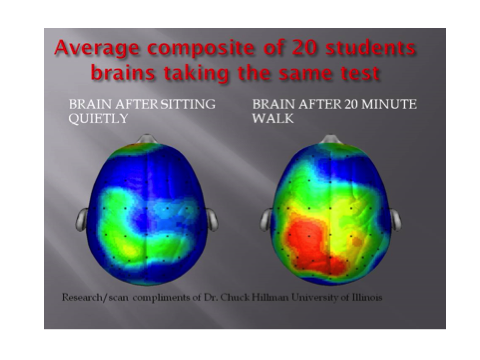 Average composite of 20 students
brains taking the same test
BRAIN AFTER SITTING
QUIETLY
BRAIN AFTER 20 MINUTE
WALK
Research/scan compliments of Dr. Chuck Hillman University of Illinois